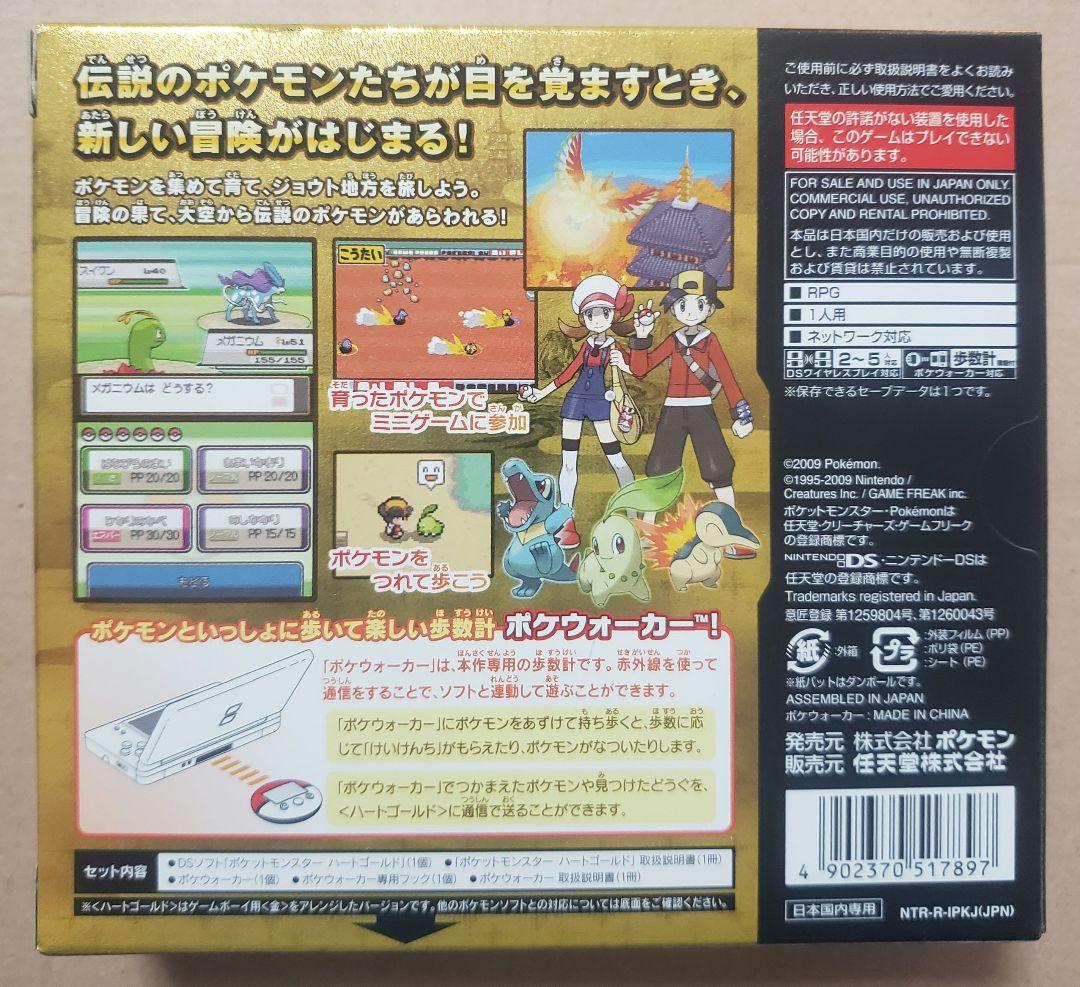 伝説のポケモンたちが目を覚ますとき、
新しい冒険がはじまる!
ポケモンを集めて育て、ジョウト地方を旅しよう。
冒険の果て、大空から伝説のポケモンがあらわれる!
スイクン Lv40
メガニウム ♂Lv51
HP
155/155
メガニウムは どうする?
はなびらのまい
PP 20/20
あまいかおり
ノーマル PP 20/20
ひかりのかべ
エスパー PP 30/30
のしかかり
ノーマル PP 15/15
もどる
こうたい
育ったポケモンで
ミニゲームに参加
ポケモンを
つれて歩こう
ポケモンといっしょに歩いて楽しい歩数計 ポケウォーカー™!
「ポケウォーカー」は、本作専用の歩数計です。赤外線を使って
通信をすることで、ソフトと連動して遊ぶことができます。
「ポケウォーカー」にポケモンをあずけて持ち歩くと、歩数に応
じて「けいけんち」がもらえたり、ポケモンがなついたりします。
「ポケウォーカー」でつかまえたポケモンや見つけたどうぐを、
<ハートゴールド>に通信で送ることができます。
セット内容
●DSソフト「ポケットモンスター ハートゴールド」(1個) ●「ポケットモンスター ハートゴールド」取扱説明書(1冊)
●ポケウォーカー(1個) ●ポケウォーカー専用フック(1個) ●ポケウォーカー 取扱説明書(1冊)
※<ハートゴールド>はゲームボーイ用<金>をアレンジしたバージョンです。他のポケモンソフトとの対応については底面をご確認ください。
ご使用前に必ず取扱説明書をよくお読み
いただき、正しい使用方法でご愛用ください。
任天堂の許諾がない装置を使用した
場合、このゲームはプレイできない
可能性があります。
FOR SALE AND USE IN JAPAN ONLY.
COMMERCIAL USE, UNAUTHORIZED
COPY AND RENTAL PROHIBITED.
本品は日本国内だけの販売および使用
とし、また商業目的の使用や無断複製
および賃貸は禁止されています。
■ RPG
■ 1人用
■ ネットワーク対応
2～5人対応
DSワイヤレスプレイ対応
歩数計
ポケウォーカー対応
※保存できるセーブデータは1つです。
©2009 Pokémon.
©1995-2009 Nintendo /
Creatures Inc. / GAME FREAK inc.
ポケットモンスター・Pokémonは
任天堂・クリーチャーズ・ゲームフリーク
の登録商標です。
NINTENDO DS・ニンテンドーDSは
任天堂の登録商標です。
Trademarks registered in Japan.
意匠登録 第1259804号、第1260043号
紙 :外箱
プラ :外装フィルム(PP)
:ポリ袋(PE)
:シート(PE)
※紙パットはダンボールです。
ASSEMBLED IN JAPAN
ポケウォーカー:MADE IN CHINA
発売元 株式会社ポケモン
販売元 任天堂株式会社
4 902370 517897
日本国内専用
NTR-R-IPKJ(JPN)